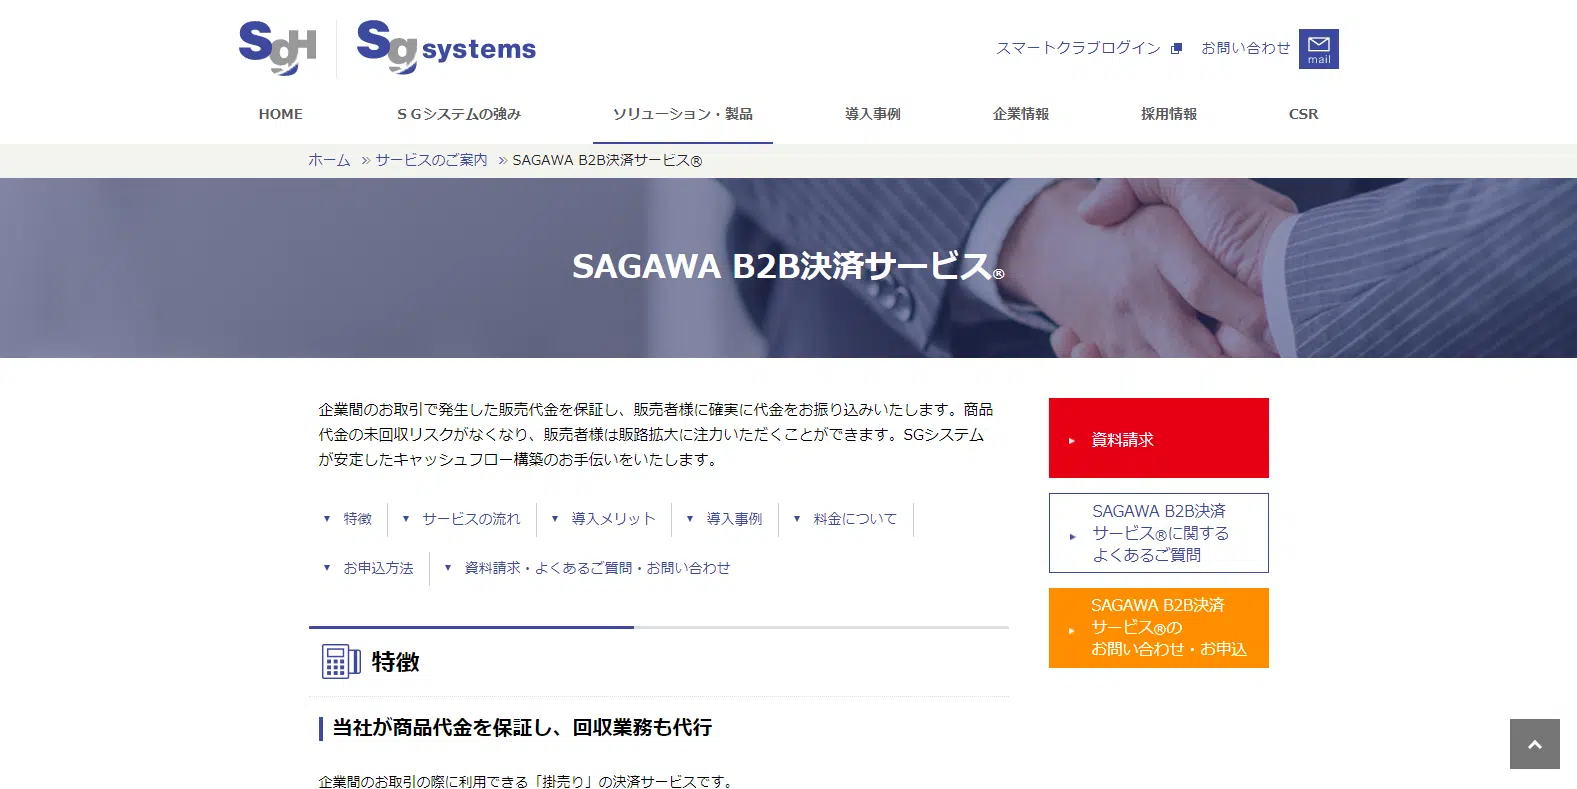 SgH
Sg systems
スマートクラブログイン
お問い合わせ
mail
HOME
SGシステムの強み
ソリューション・製品
導入事例
企業情報
採用情報
CSR
ホーム » サービスのご案内 » SAGAWA B2B決済サービス®
SAGAWA B2B決済サービス®
企業間のお取引で発生した販売代金を保証し、販売者様に確実に代金をお振り込みいたします。商品
代金の未回収リスクがなくなり、販売者様は販路拡大に注力いただくことができます。SGシステム
が安定したキャッシュフロー構築のお手伝いをいたします。
特徴
サービスの流れ
導入メリット
導入事例
料金について
お申込方法
資料請求・よくあるご質問・お問い合わせ
特徴
当社が商品代金を保証し、回収業務も代行
企業間のお取引の際に利用できる「掛売り」の決済サービスです。
資料請求
SAGAWA B2B決済
サービス®に関する
よくあるご質問
SAGAWA B2B決済
サービス®の
お問い合わせ・お申込